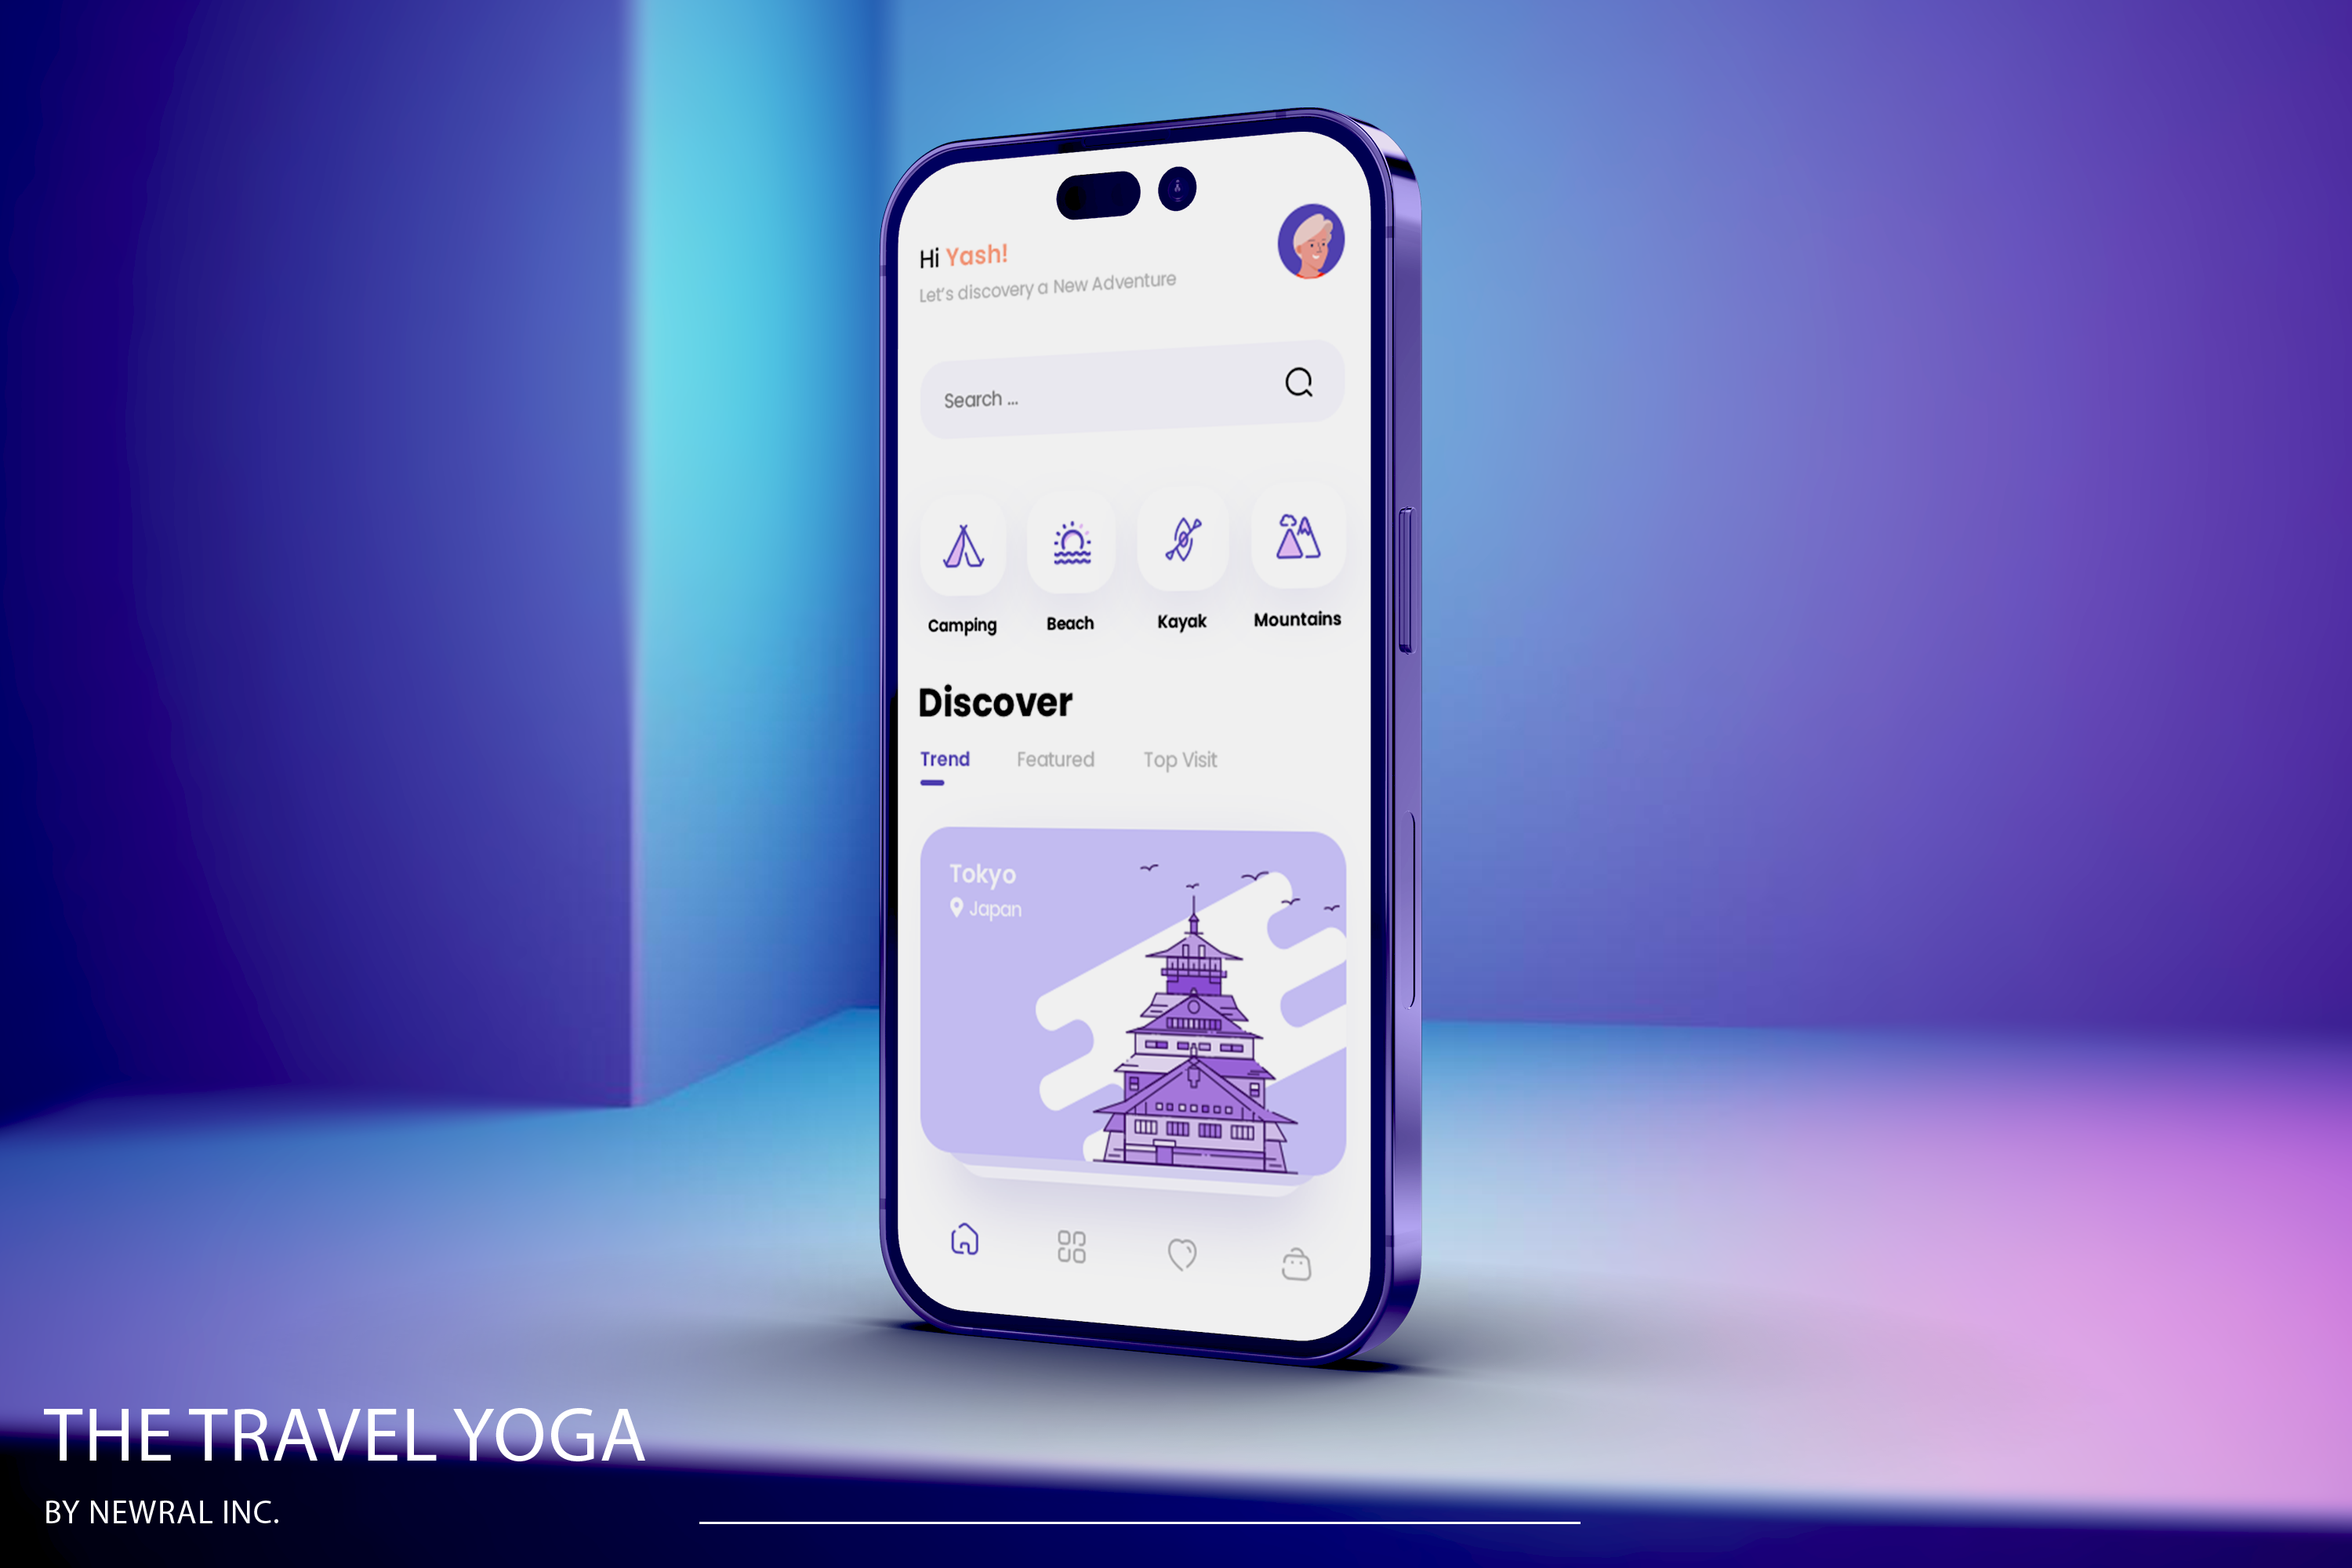 Hi Yash!
Let's discovery a New Adventure
Search ...
Camping Beach Kayak Mountains
Discover
Trend Featured Top Visit
Tokyo
Japan
THE TRAVEL YOGA
BY NEWRAL INC.